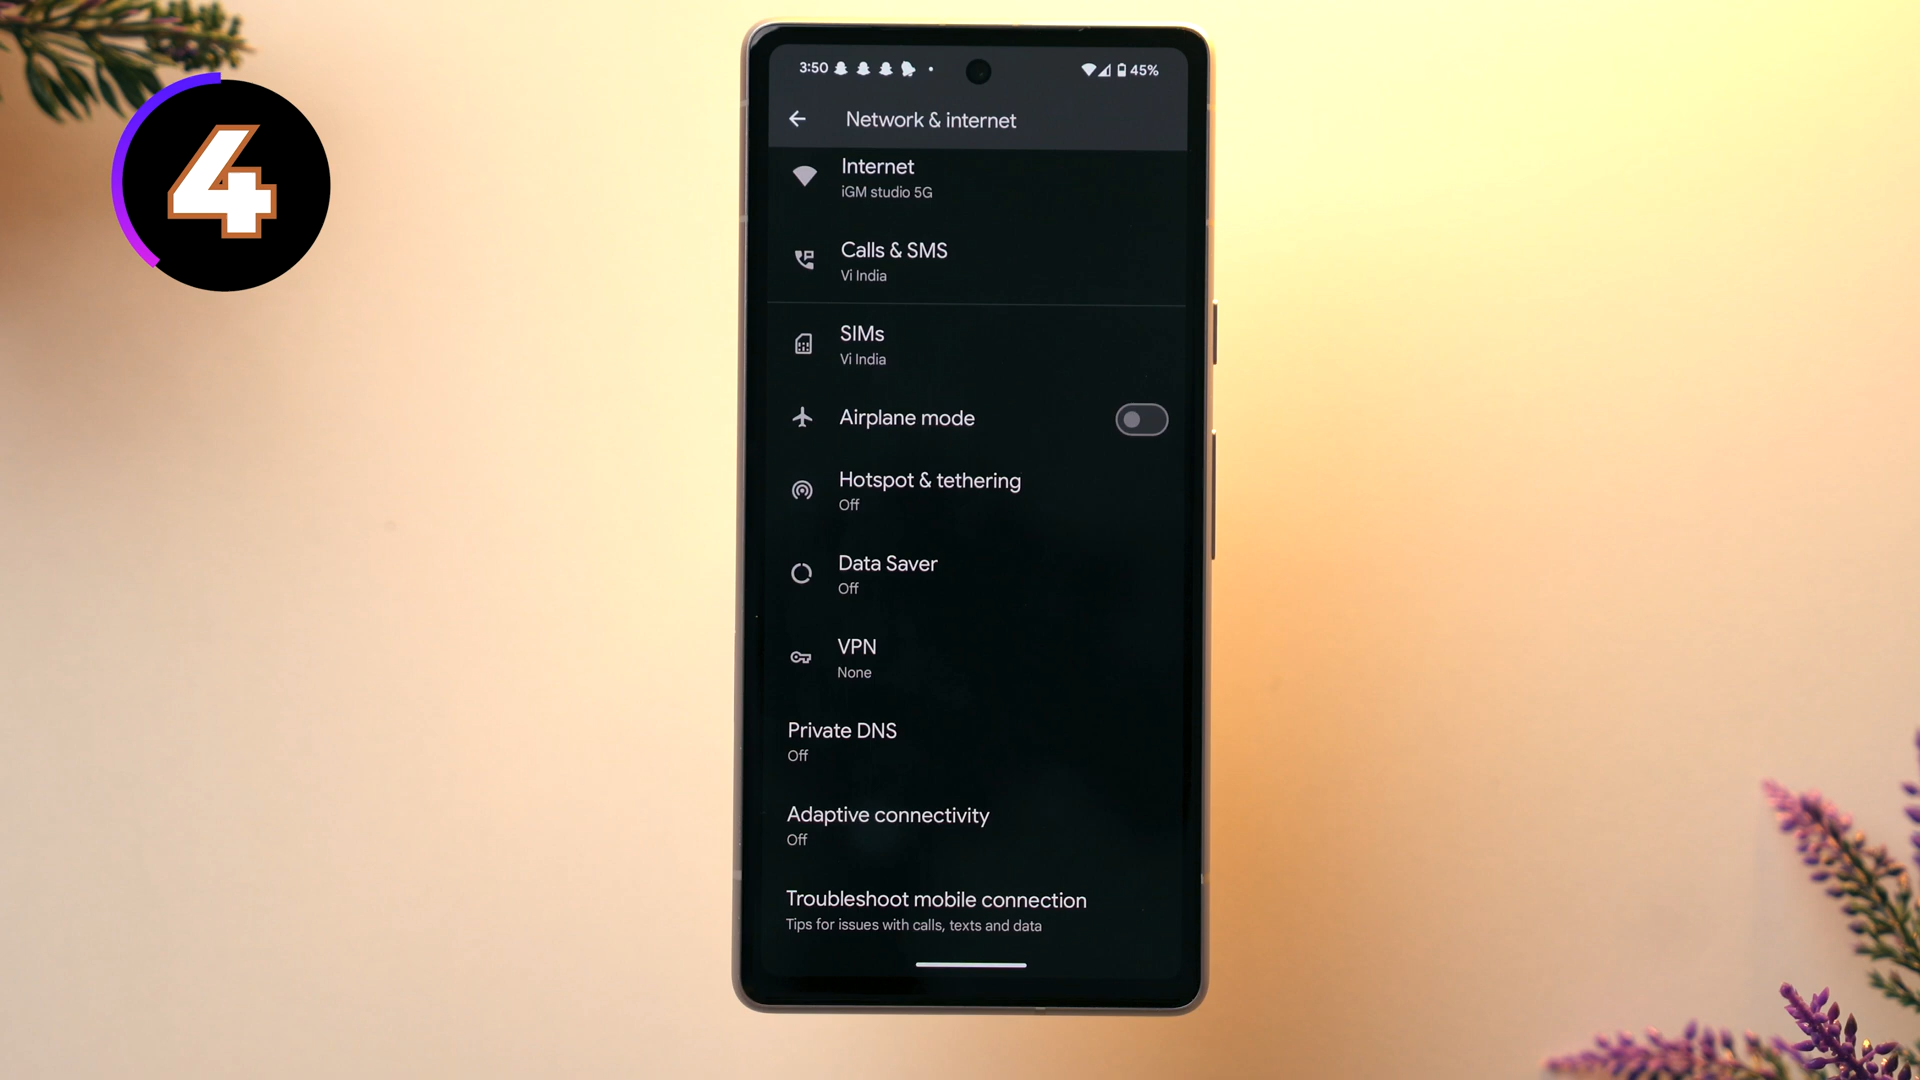 4
3:50
45%
Network & internet
Internet
iGM studio 5G
Calls & SMS
Vi India
SIMs
Vi India
Airplane mode
Hotspot & tethering
Off
Data Saver
Off
VPN
None
Private DNS
Off
Adaptive connectivity
Off
Troubleshoot mobile connection
Tips for issues with calls, texts and data